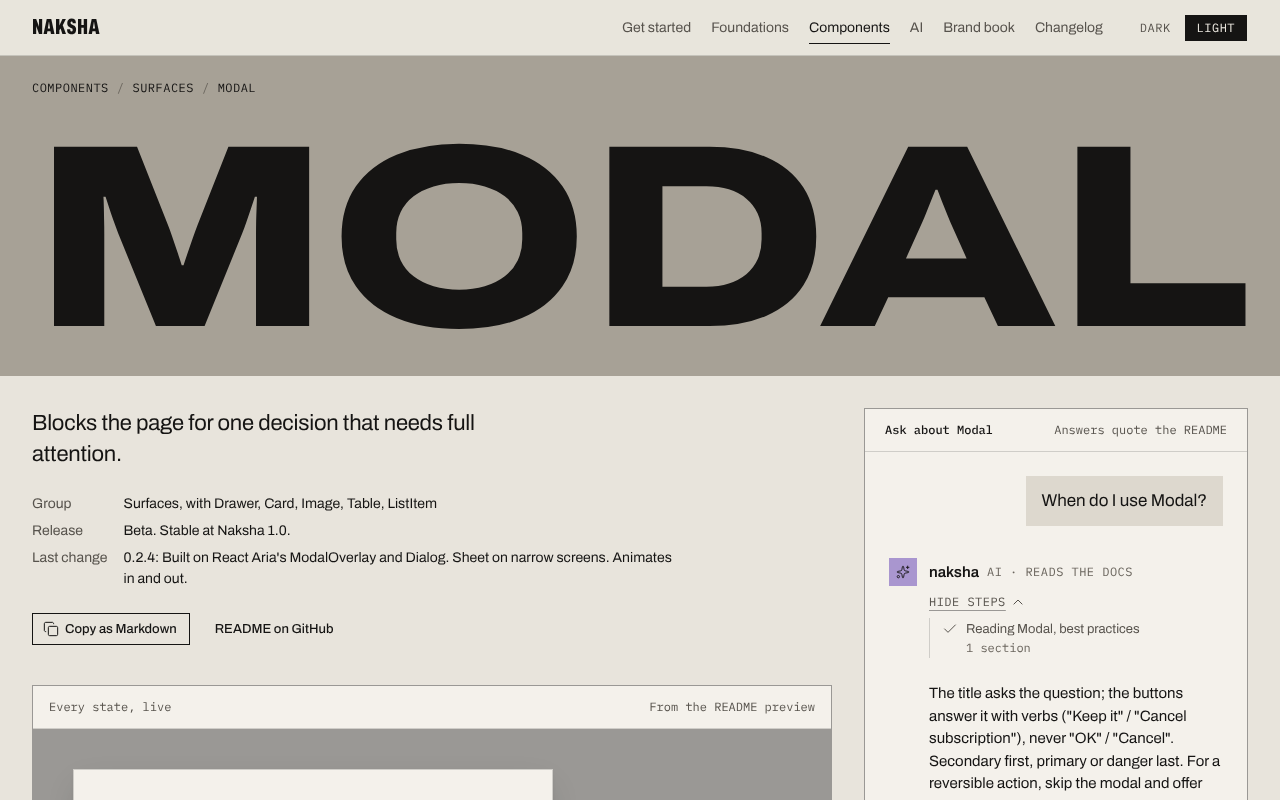 NAKSHA
Get started
Foundations
Components
AI
Brand book
Changelog
DARK
LIGHT
COMPONENTS / SURFACES / MODAL
MODAL
Blocks the page for one decision that needs full
attention.
Group
Surfaces, with Drawer, Card, Image, Table, ListItem
Release
Beta. Stable at Naksha 1.0.
Last change
0.2.4: Built on React Aria's ModalOverlay and Dialog. Sheet on narrow screens. Animates
in and out.
Copy as Markdown
README on GitHub
Every state, live
From the README preview
Ask about Modal
Answers quote the README
When do I use Modal?
naksha AI · READS THE DOCS
HIDE STEPS
Reading Modal, best practices
1 section
The title asks the question; the buttons
answer it with verbs ("Keep it" / "Cancel
subscription"), never "OK" / "Cancel".
Secondary first, primary or danger last. For a
reversible action, skip the modal and offer